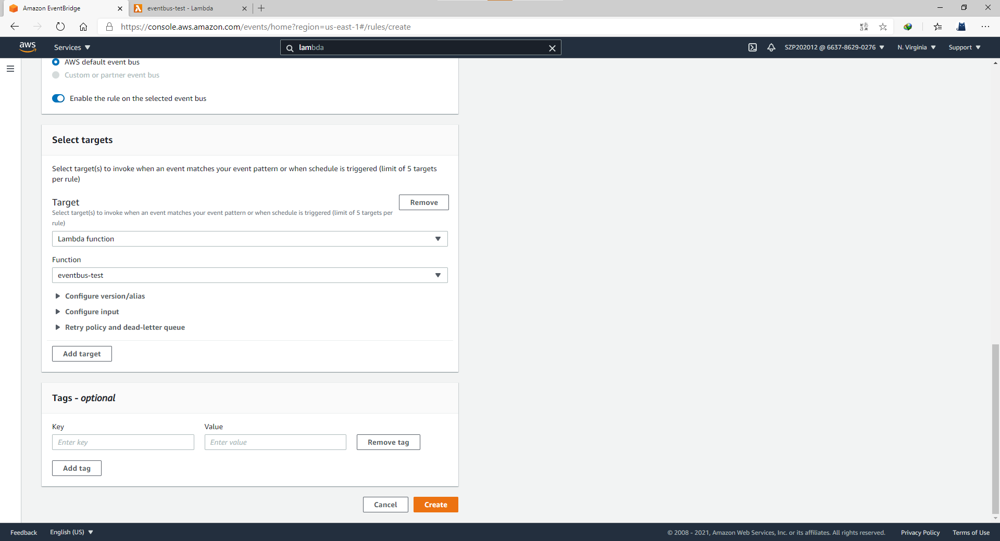 Amazon EventBridge
eventbus-test - Lambda
https://console.aws.amazon.com/events/home?region=us-east-1#/rules/create
aws
Services
lambda
SZP202012 @ 6637-8629-0276
N. Virginia
Support
AWS default event bus
Custom or partner event bus
Enable the rule on the selected event bus
Select targets
Select target(s) to invoke when an event matches your event pattern or when schedule is triggered (limit of 5 targets
per rule)
Target
Remove
Select target(s) to invoke when an event matches your event pattern or when schedule is triggered (limit of 5 targets per
rule)
Lambda function
Function
eventbus-test
Configure version/alias
Configure input
Retry policy and dead-letter queue
Add target
Tags - optional
Key
Value
Enter key
Enter value
Remove tag
Add tag
Cancel
Create
Feedback
English (US)
© 2008 - 2021, Amazon Web Services, Inc. or its affiliates. All rights reserved.
Privacy Policy
Terms of Use